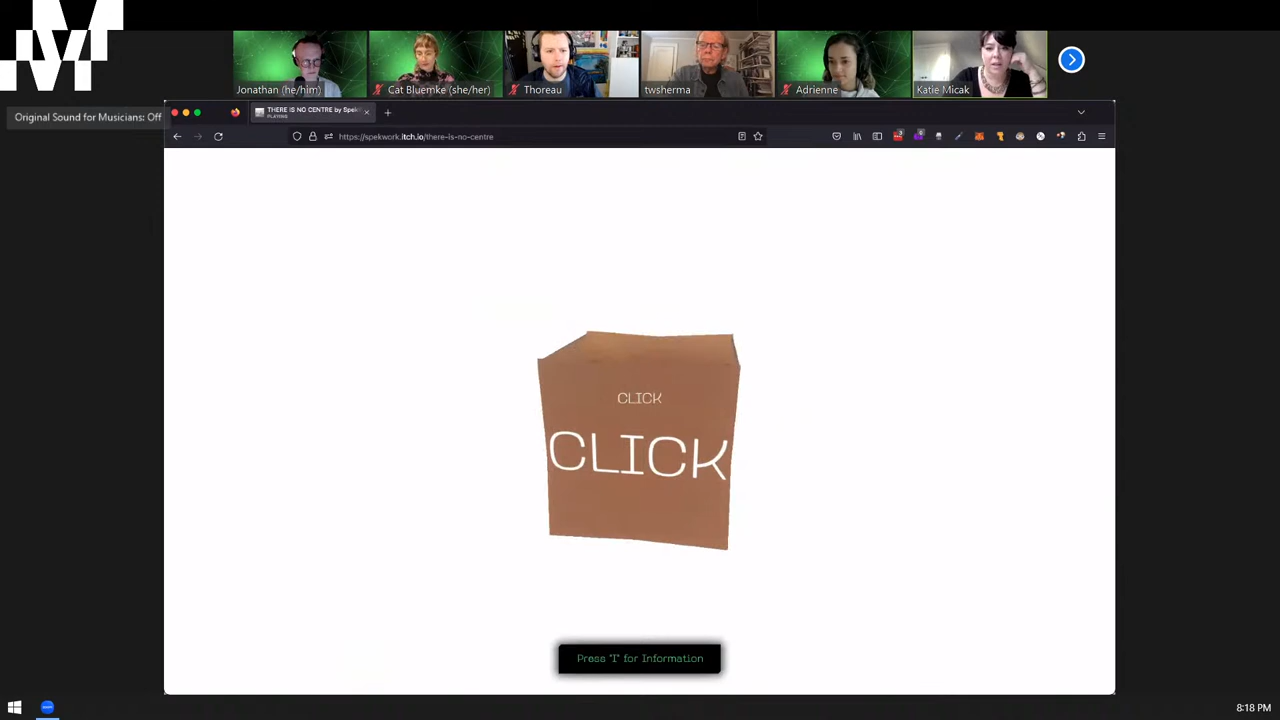 Jonathan (he/him)
Cat Bluemke (she/her)
Thoreau
twsherma
Adrienne
Katie Micak
Original Sound for Musicians: Off
THERE IS NO CENTRE by Spek
PLAYING
https://spekwork.itch.io/there-is-no-centre
CLICK
CLICK
Press "I" for Information
8:18 PM